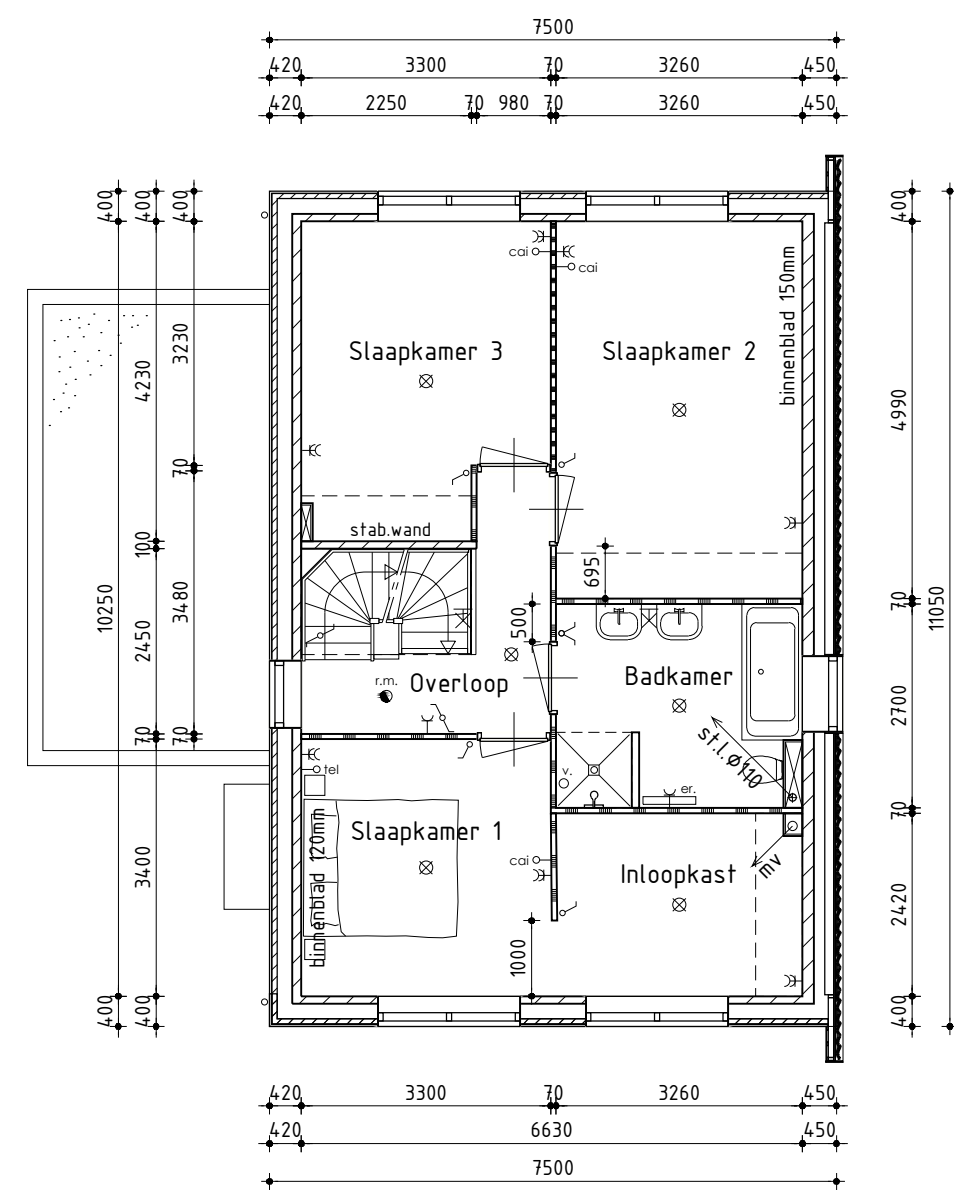 7500
420 3300 70 3260 450
420 2250 70 980 70 3260 450
400 400 400 400
cai
cai
binnenblad 150mm
3230
Slaapkamer 3 Slaapkamer 2
4230
4990
70
stab.wand
100
695
10250
3480
2450
500
70
11050
r.m.
Overloop
Badkamer
2700
70 70
st.l. ø110
tel
v.
er.
70
binnenblad 120mm
Slaapkamer 1
3400
cai
mv
Inloopkast
2420
1000
400 400 400
420 3300 70 3260 450
420 6630 450
7500